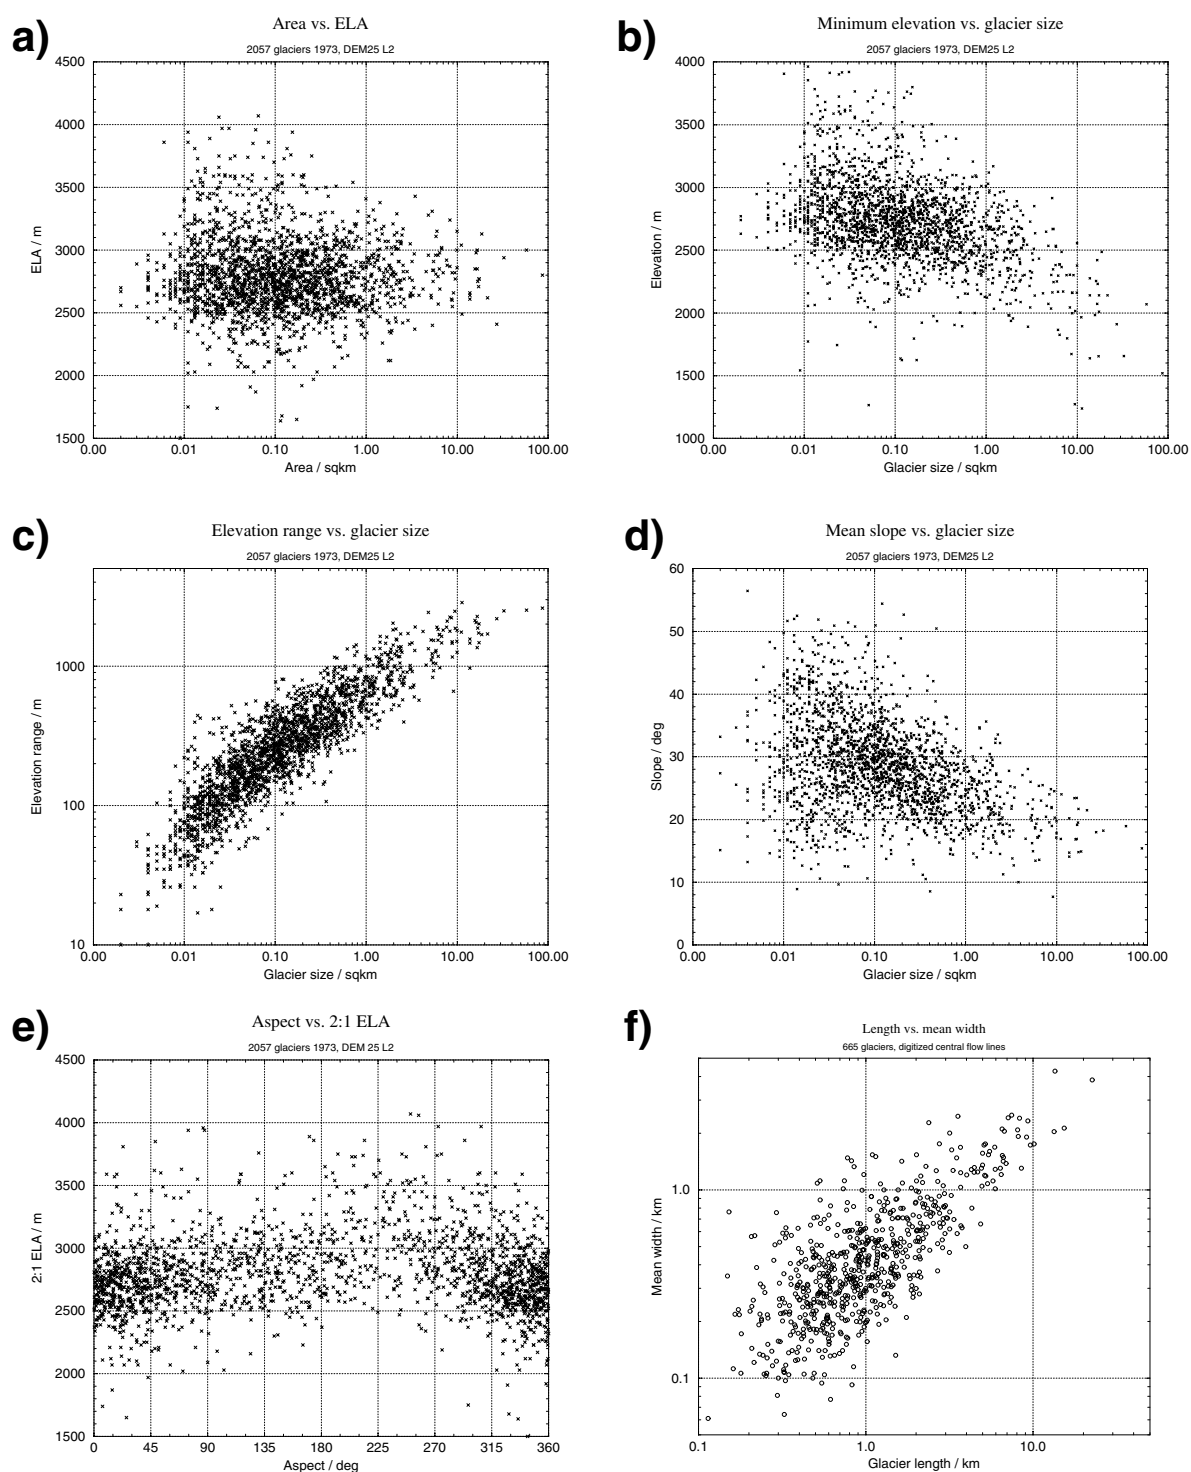 a)
Area vs. ELA
2057 glaciers 1973, DEM25 L2
4500
4000
3500
3000
2500
2000
1500
ELA / m
0.00 0.01 0.10 1.00 10.00 100.00
Area / sqkm
b)
Minimum elevation vs. glacier size
2057 glaciers 1973, DEM25 L2
4000
3500
3000
2500
2000
1500
1000
Elevation / m
0.00 0.01 0.10 1.00 10.00 100.00
Glacier size / sqkm
c)
Elevation range vs. glacier size
2057 glaciers 1973, DEM25 L2
1000
100
10
Elevation range / m
0.00 0.01 0.10 1.00 10.00 100.00
Glacier size / sqkm
d)
Mean slope vs. glacier size
2057 glaciers 1973, DEM25 L2
60
50
40
30
20
10
0
Slope / deg
0.00 0.01 0.10 1.00 10.00 100.00
Glacier size / sqkm
e)
Aspect vs. 2:1 ELA
2057 glaciers 1973, DEM 25 L2
4500
4000
3500
3000
2500
2000
1500
2:1 ELA / m
0 45 90 135 180 225 270 315 360
Aspect / deg
f)
Length vs. mean width
665 glaciers, digitized central flow lines
1.0
0.1
Mean width / km
0.1 1.0 10.0
Glacier length / km